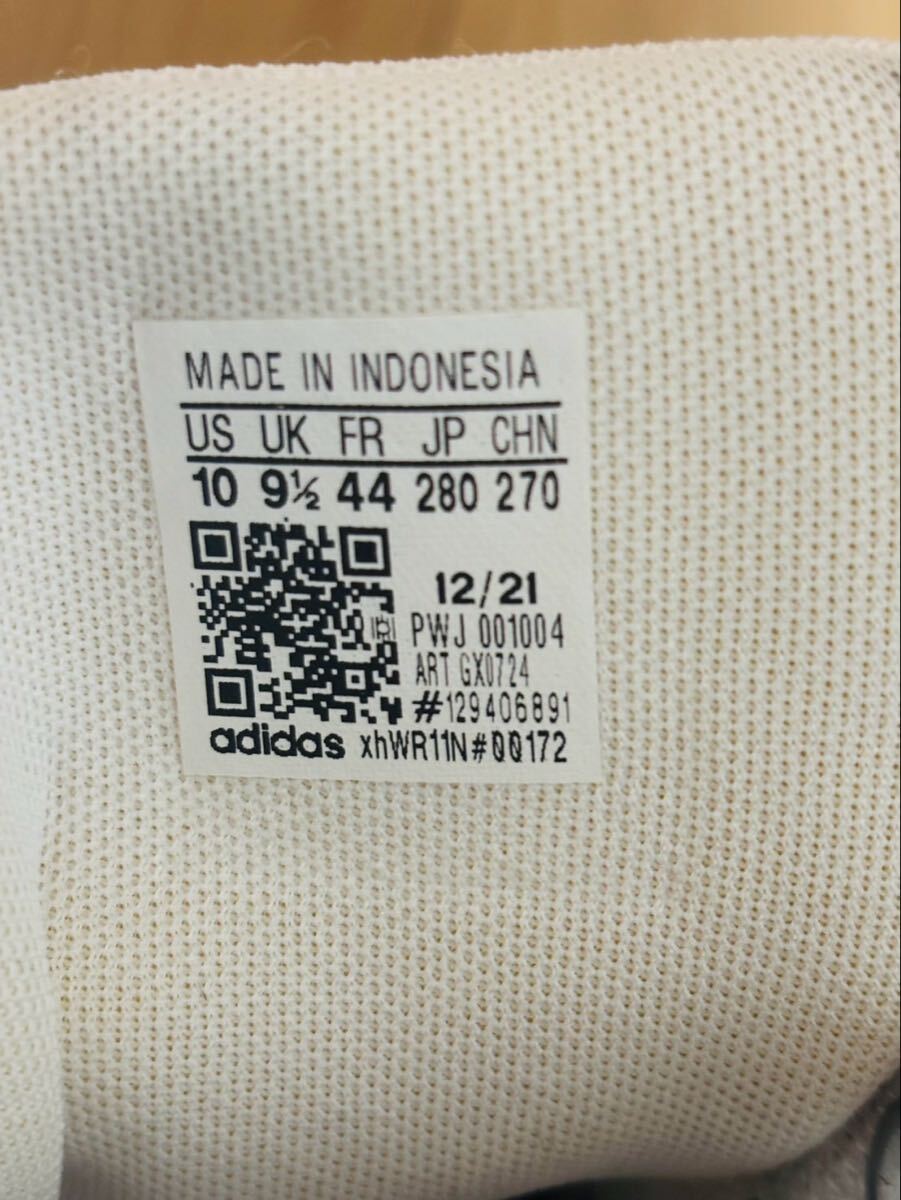 MADE IN INDONESIA
US UK FR JP CHN
10 9½ 44 280 270
12/21
PWJ 001004
ART GX0724
#129406891
adidas xhWR11N#00172